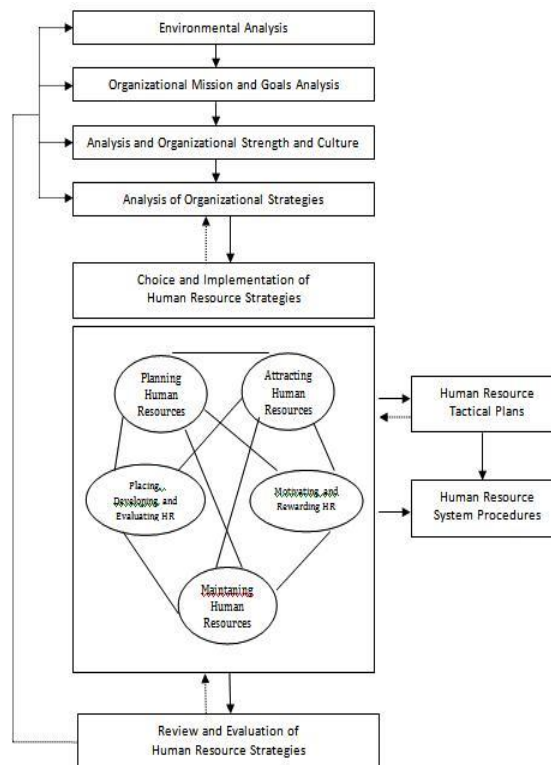 Environmental Analysis
Organizational Mission and Goals Analysis
Analysis and Organizational Strength and Culture
Analysis of Organizational Strategies
Choice and Implementation of
Human Resource Strategies
Planning
Human
Resources
Attracting
Human
Resources
Placing,
Developing, and
Evaluating HR
Motivating and
Rewarding HR
Maintaning
Human
Resources
Human Resource
Tactical Plans
Human Resource
System Procedures
Review and Evaluation of
Human Resource Strategies